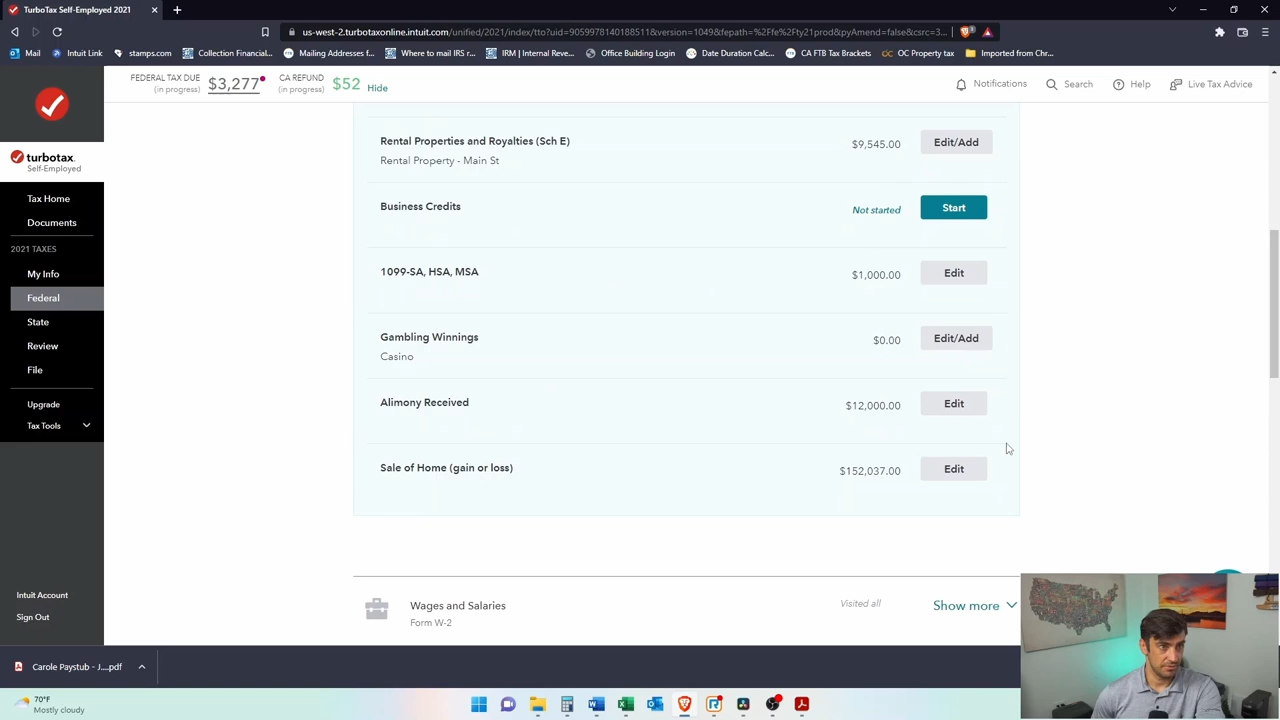 TurboTax Self-Employed 2021
us-west-2.turbotaxonline.intuit.com/unified/2021/index/tto?uid=9059978140188511&version=1049&fepath=%2Ffe%2Fty21prod&pyAmend=false&csrc=3...
Mail
Intuit Link
stamps.com
Collection Financial...
Mailing Addresses f...
Where to mail IRS r...
IRM | Internal Reve...
Office Building Login
Date Duration Calc...
CA FTB Tax Brackets
OC Property tax
Imported from Chr...
FEDERAL TAX DUE
(in progress)
$3,277
CA REFUND
(in progress)
$52
Hide
Notifications
Search
Help
Live Tax Advice
turbotax
Self-Employed
Tax Home
Documents
2021 TAXES
My Info
Federal
State
Review
File
Upgrade
Tax Tools
Intuit Account
Sign Out
Rental Properties and Royalties (Sch E)
Rental Property - Main St
$9,545.00
Edit/Add
Business Credits
Not started
Start
1099-SA, HSA, MSA
$1,000.00
Edit
Gambling Winnings
Casino
$0.00
Edit/Add
Alimony Received
$12,000.00
Edit
Sale of Home (gain or loss)
$152,037.00
Edit
Wages and Salaries
Form W-2
Visited all
Show more
Carole Paystub - J....pdf
70°F
Mostly cloudy